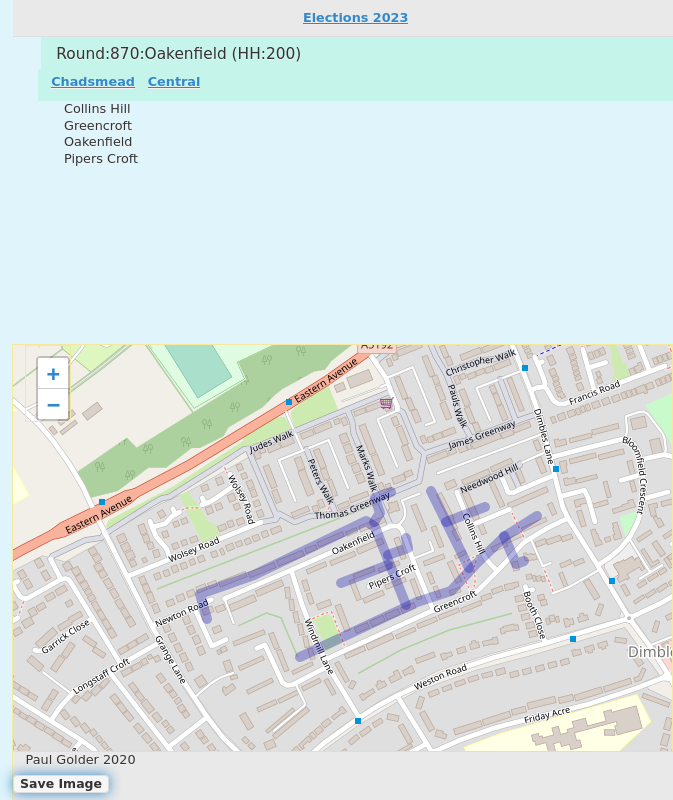 Elections 2023
Round:870:Oakenfield (HH:200)
Chadsmead Central
Collins Hill
Greencroft
Oakenfield
Pipers Croft
+
−
A5192
Eastern Avenue
Christopher Walk
Francis Road
Pauls Walk
Dimbles Lane
James Greenway
Judes Walk
Bloomfield Crescent
Marks Walk
Peters Walk
Needwood Hill
Wolsey Road
Thomas Greenway
Eastern Avenue
Collins Hill
Wolsey Road
Oakenfield
Pipers Croft
Newton Road
Greencroft
Booth Close
Garrick Close
Windmill Lane
Grange Lane
Longstaff Croft
Weston Road
Dimble
Friday Acre
Paul Golder 2020
Save Image